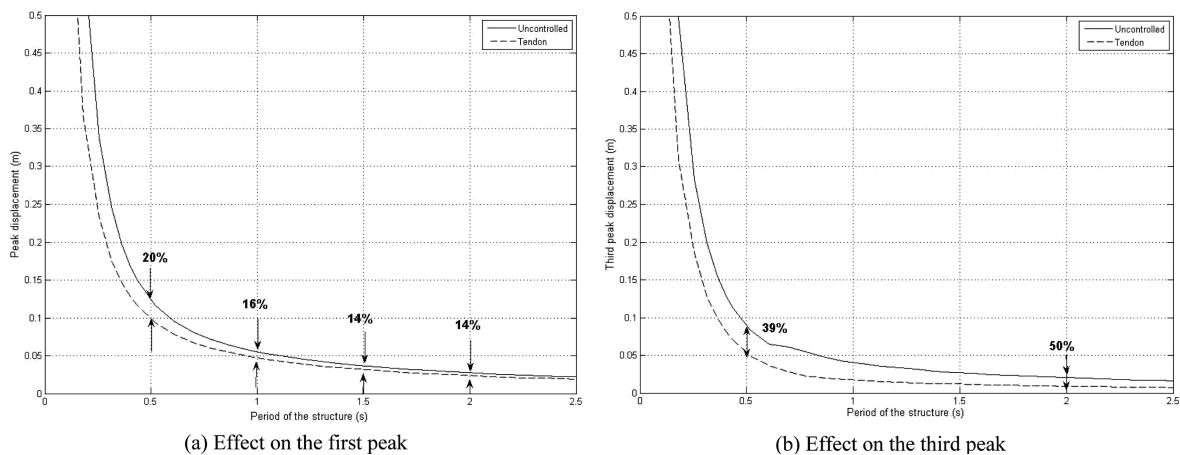 0.5
0.45
0.4
0.35
0.3
0.25
0.2
0.15
0.1
0.05
0
Peak displacement (m)
Uncontrolled
Tendon
20%
16%
14%
14%
0 0.5 1 1.5 2 2.5
Period of the structure (s)
(a) Effect on the first peak
0.5
0.45
0.4
0.35
0.3
0.25
0.2
0.15
0.1
0.05
0
Third peak displacement (m)
Uncontrolled
Tendon
39%
50%
0 0.5 1 1.5 2 2.5
Period of the structure (s)
(b) Effect on the third peak